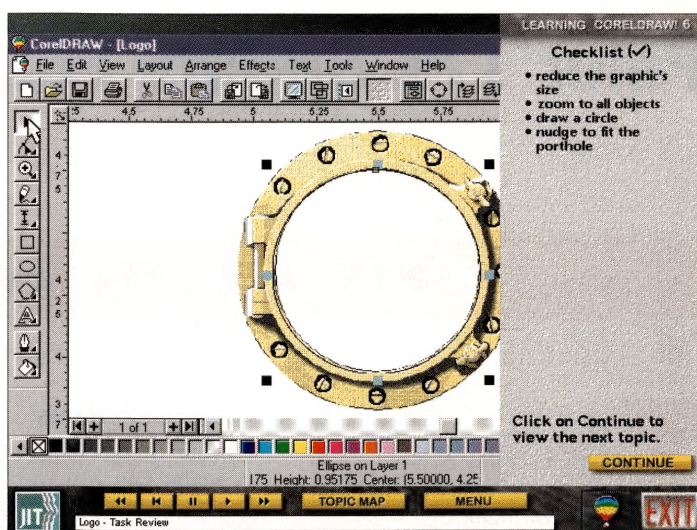 LEARNING CORELDRAW! 6
CorelDRAW - [Logo]
File Edit View Layout Arrange Effects Text Tools Window Help
Checklist (✓)
• reduce the graphic's
size
• zoom to all objects
• draw a circle
• nudge to fit the
porthole
4,5 4,75 5 5,25 5,5 5,75
1 of 1
Click on Continue to
view the next topic.
CONTINUE
Ellipse on Layer 1
175 Height: 0.95175 Center: (5.50000, 4.25
JIT
TOPIC MAP
MENU
EXIT
Logo - Task Review